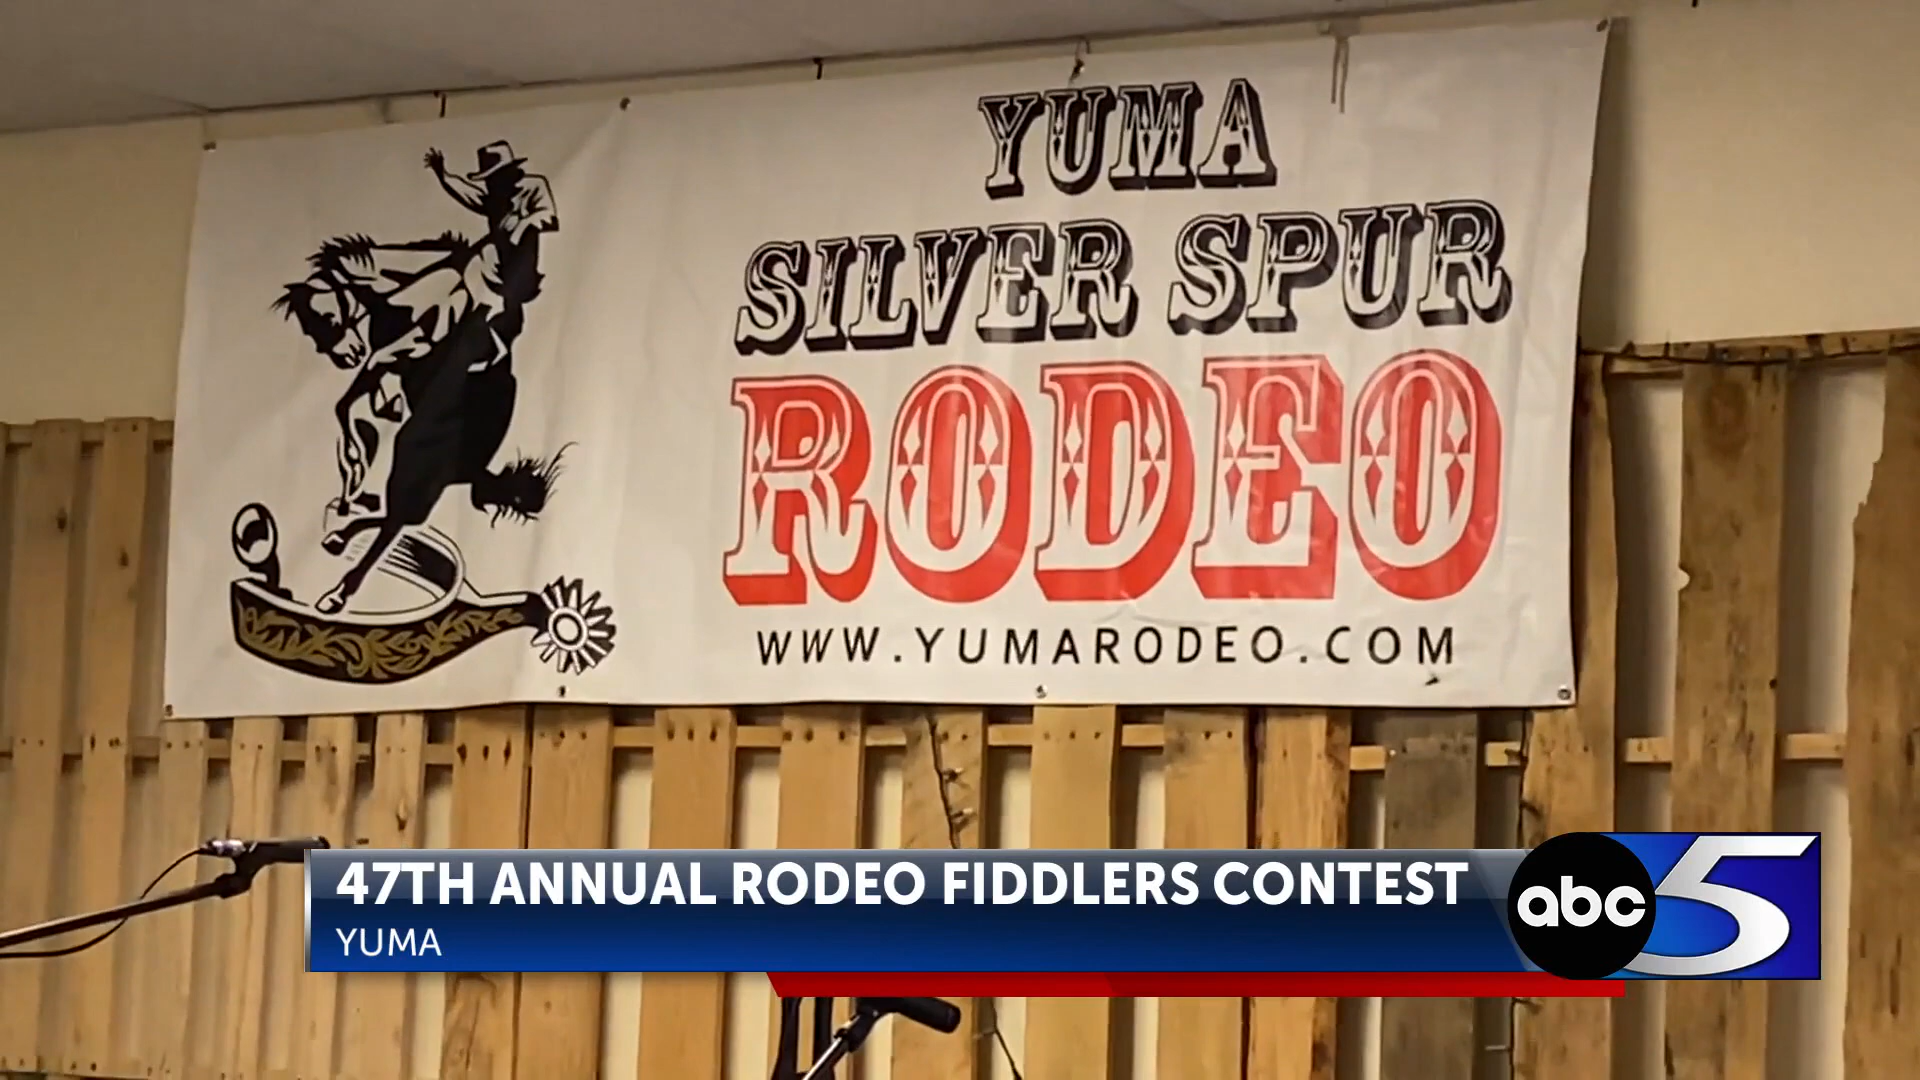 YUMA
SILVER SPUR
RODEO
WWW.YUMARODEO.COM
47TH ANNUAL RODEO FIDDLERS CONTEST
YUMA
abc 5